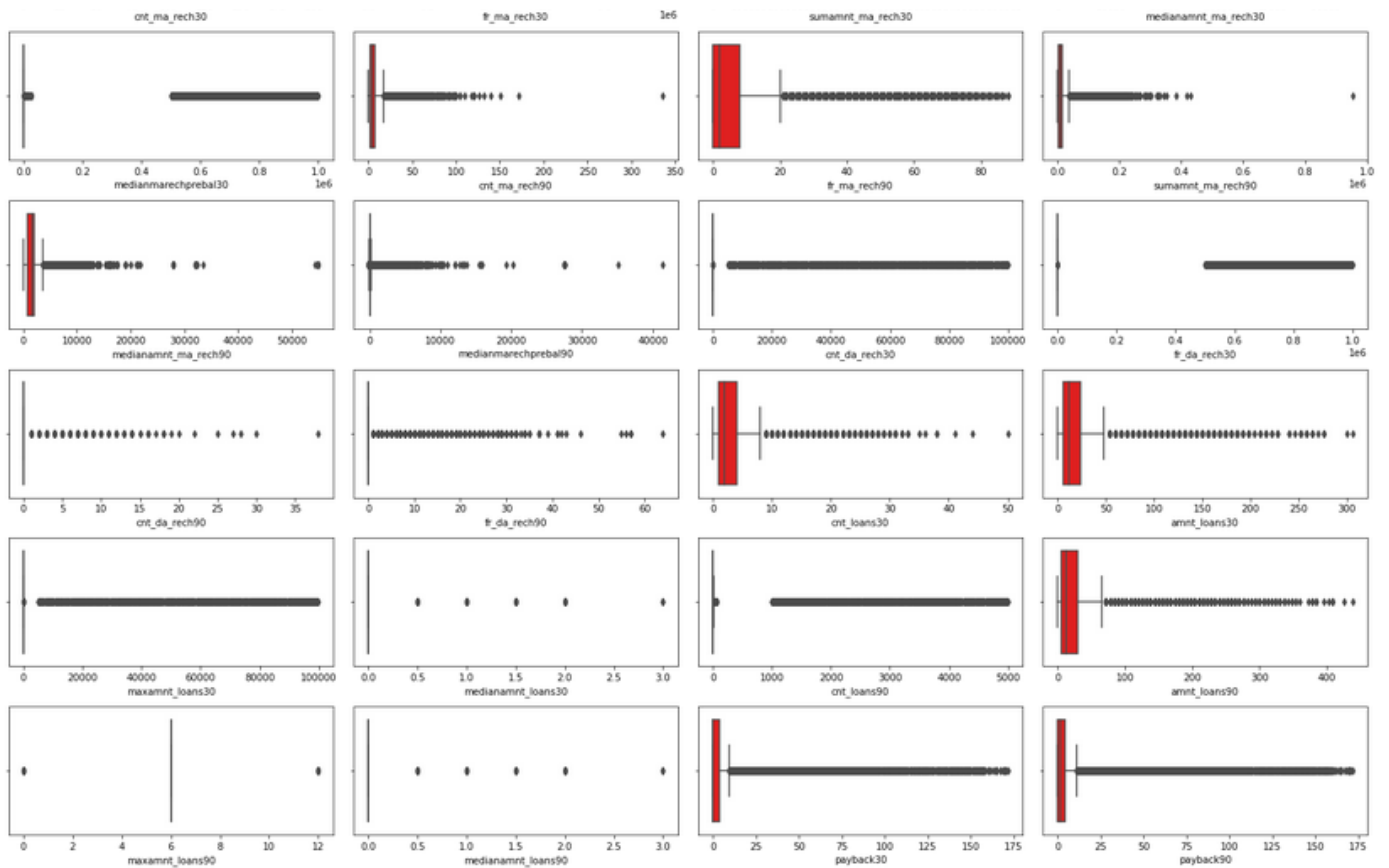 cnt_ma_rech30 fr_ma_rech30 1e6 sumamnt_ma_rech30 medianamnt_ma_rech30
0.0 0.2 0.4 0.6 0.8 1.0 0 50 100 150 200 250 300 350 0 20 40 60 80 0.0 0.2 0.4 0.6 0.8 1.0
medianmarechprebal30 1e6 cnt_ma_rech90 fr_ma_rech90 sumamnt_ma_rech90 1e6
0 10000 20000 30000 40000 50000 0 10000 20000 30000 40000 0 20000 40000 60000 80000 100000 0.0 0.2 0.4 0.6 0.8 1.0
medianamnt_ma_rech90 medianmarechprebal90 cnt_da_rech30 fr_da_rech30 1e6
0 5 10 15 20 25 30 35 0 10 20 30 40 50 60 0 10 20 30 40 50 0 50 100 150 200 250 300
cnt_da_rech90 fr_da_rech90 cnt_loans30 amnt_loans30
0 20000 40000 60000 80000 100000 0.0 0.5 1.0 1.5 2.0 2.5 3.0 0 1000 2000 3000 4000 5000 0 100 200 300 400
maxamnt_loans30 medianamnt_loans30 cnt_loans90 amnt_loans90
0 2 4 6 8 10 12 0.0 0.5 1.0 1.5 2.0 2.5 3.0 0 25 50 75 100 125 150 175 0 25 50 75 100 125 150 175
maxamnt_loans90 medianamnt_loans90 payback30 payback90